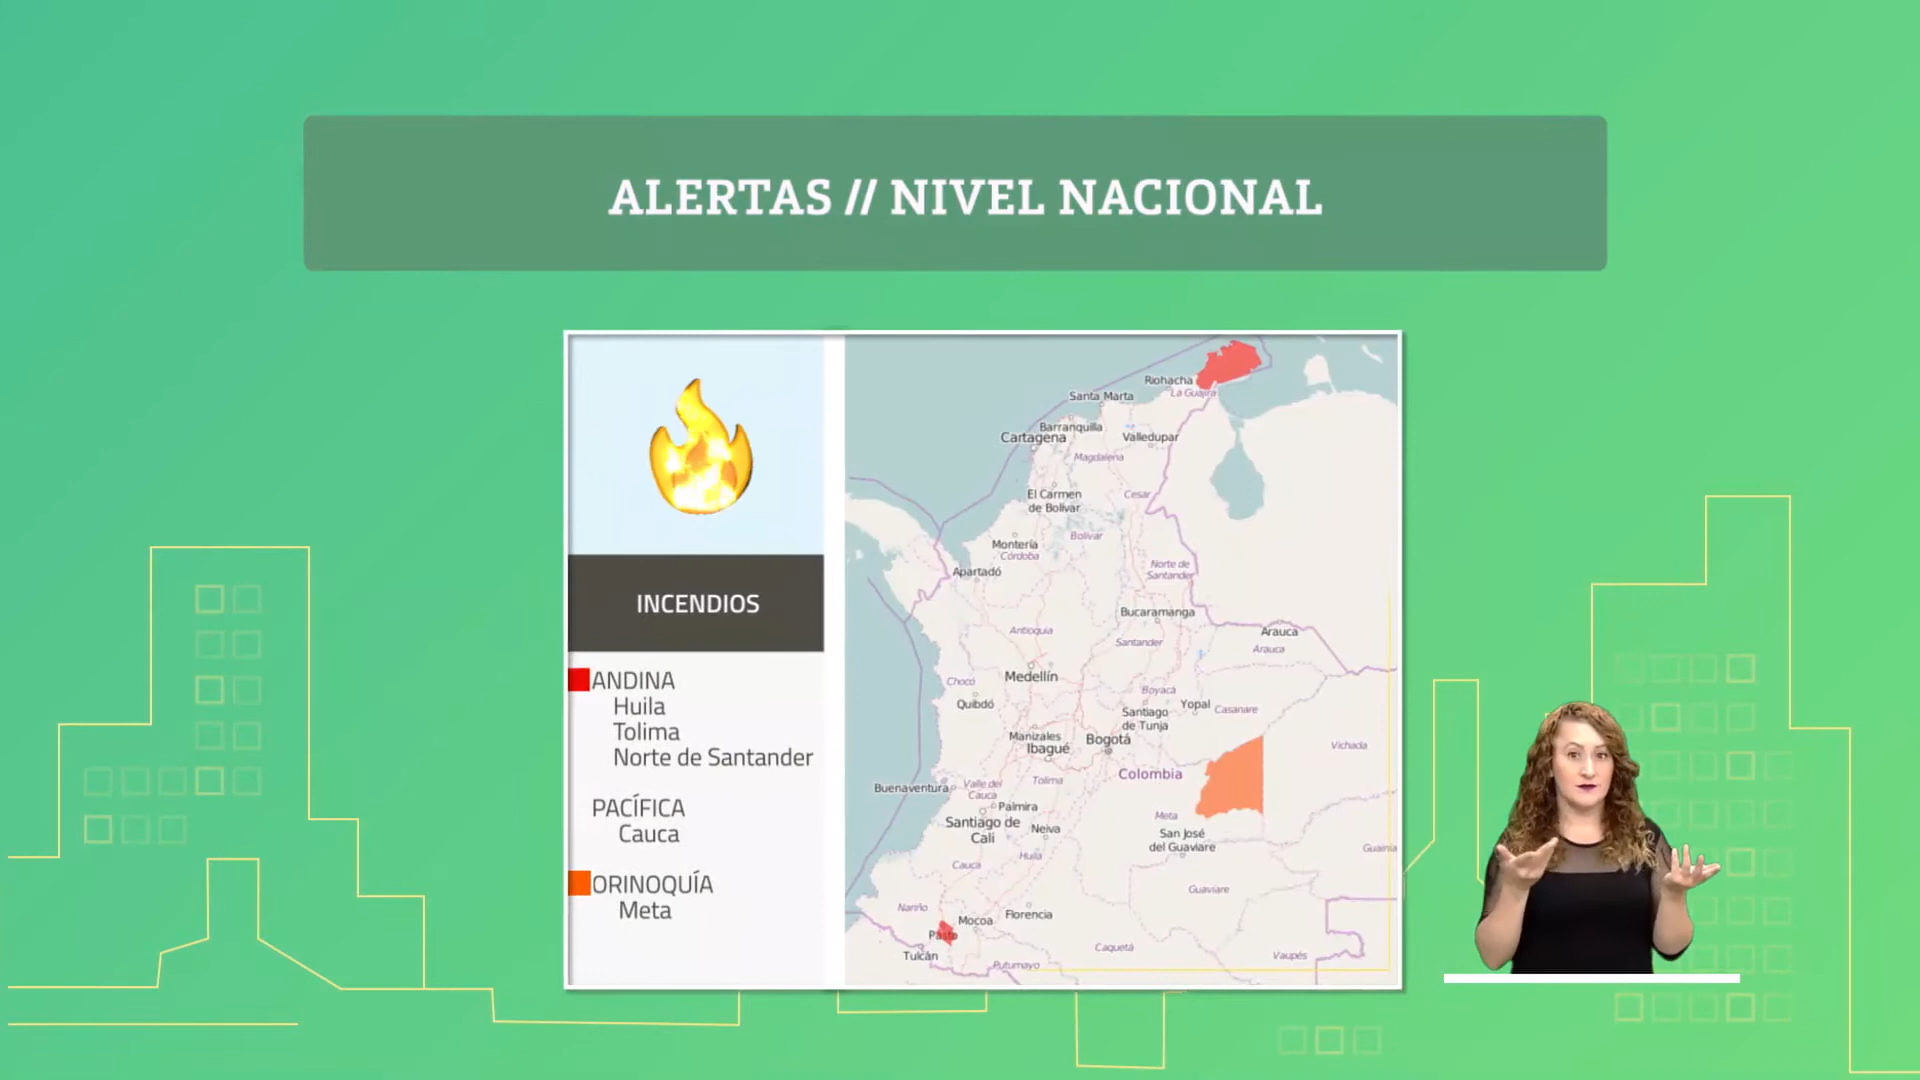 ALERTAS // NIVEL NACIONAL
INCENDIOS
ANDINA
Huila
Tolima
Norte de Santander
PACÍFICA
Cauca
ORINOQUÍA
Meta
Riohacha
La Guajira
Santa Marta
Barranquilla
Cartagena
Valledupar
Magdalena
El Carmen
de Bolívar
Cesar
Bolívar
Montería
Córdoba
Apartadó
Norte de
Santander
Bucaramanga
Antioquia
Santander
Arauca
Arauca
Medellín
Chocó
Quibdó
Boyacá
Yopal
Casanare
Santiago
de Tunja
Manizales
Ibagué
Bogotá
Vichada
Colombia
Tolima
Buenaventura
Valle del
Cauca
Palmira
Santiago de
Cali
Neiva
Meta
San José
del Guaviare
Huila
Cauca
Guainía
Guaviare
Nariño
Mocoa
Florencia
Pasto
Tulcán
Caquetá
Putumayo
Vaupés